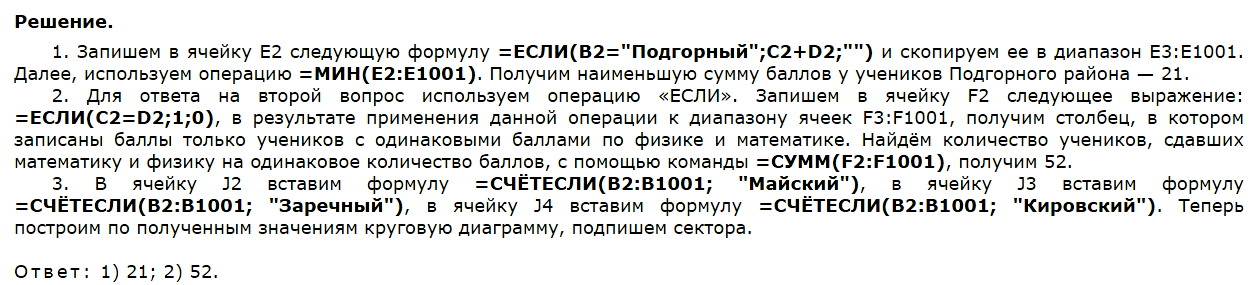 Решение.
1. Запишем в ячейку E2 следующую формулу =ЕСЛИ(B2="Подгорный";C2+D2;"") и скопируем ее в диапазон E3:E1001.
Далее, используем операцию =МИН(E2:E1001). Получим наименьшую сумму баллов у учеников Подгорного района — 21.
2. Для ответа на второй вопрос используем операцию «ЕСЛИ». Запишем в ячейку F2 следующее выражение:
=ЕСЛИ(C2=D2;1;0), в результате применения данной операции к диапазону ячеек F3:F1001, получим столбец, в котором
записаны баллы только учеников с одинаковыми баллами по физике и математике. Найдём количество учеников, сдавших
математику и физику на одинаковое количество баллов, с помощью команды =СУММ(F2:F1001), получим 52.
3. В ячейку J2 вставим формулу =СЧЁТЕСЛИ(B2:B1001; "Майский"), в ячейку J3 вставим формулу
=СЧЁТЕСЛИ(B2:B1001; "Заречный"), в ячейку J4 вставим формулу =СЧЁТЕСЛИ(B2:B1001; "Кировский"). Теперь
построим по полученным значениям круговую диаграмму, подпишем сектора.
Ответ: 1) 21; 2) 52.